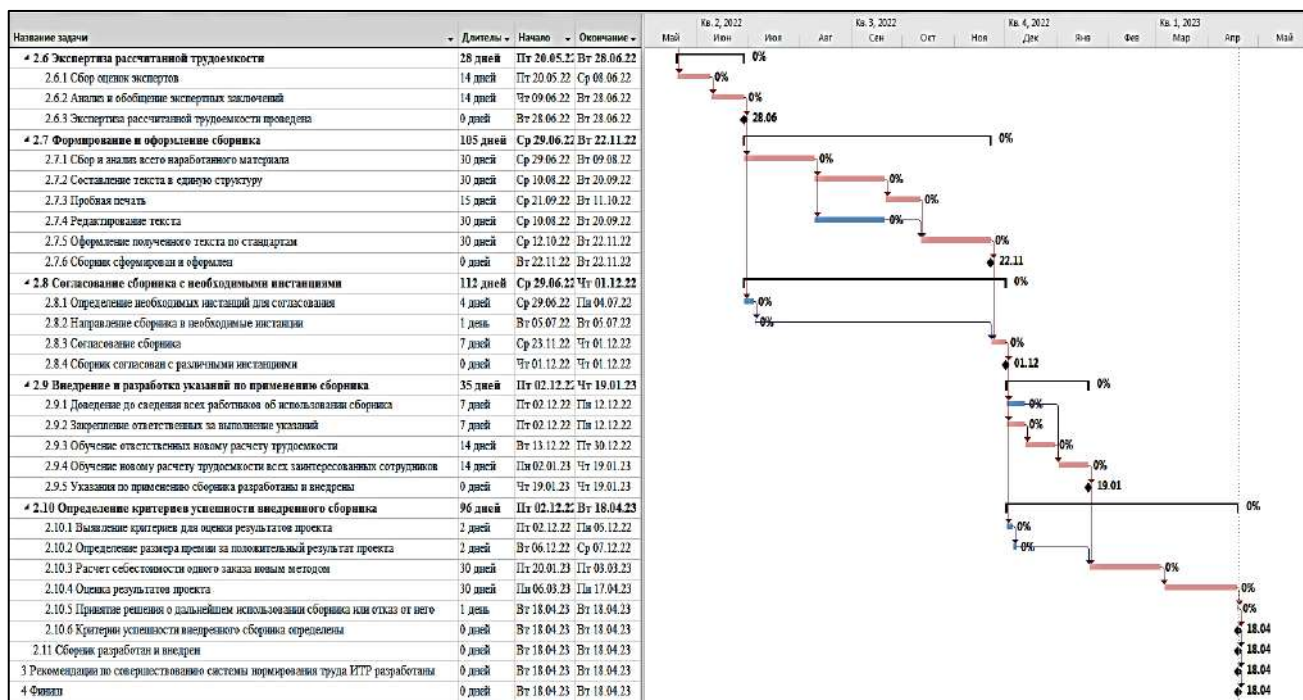 Кв. 2, 2022 Кв. 3, 2022 Кв. 4, 2022 Кв. 1, 2023
Название задачи Длителы Начало Окончание Май Июн Июл Авг Сен Окт Ноя Дек Янв Фев Мар Апр Май
2.6 Экспертиза рассчитанной трудоемкости 28 дней Пт 20.05.22 Вт 28.06.22 0%
2.6.1 Сбор оценок экспертов 14 дней Пт 20.05.22 Ср 08.06.22 0%
2.6.2 Анализ и обобщение экспертных заключений 14 дней Чт 09.06.22 Вт 28.06.22 0%
2.6.3 Экспертиза рассчитанной трудоемкости проведена 0 дней Вт 28.06.22 Вт 28.06.22 28.06
2.7 Формирование и оформление сборника 105 дней Ср 29.06.22 Вт 22.11.22 0%
2.7.1 Сбор и анализ всего наработанного материала 30 дней Ср 29.06.22 Вт 09.08.22 0%
2.7.2 Составление текста в единую структуру 30 дней Ср 10.08.22 Вт 20.09.22 0%
2.7.3 Пробная печать 15 дней Ср 21.09.22 Вт 11.10.22 0%
2.7.4 Редактирование текста 30 дней Ср 10.08.22 Вт 20.09.22 0%
2.7.5 Оформление полученного текста по стандартам 30 дней Ср 12.10.22 Вт 22.11.22 0%
2.7.6 Сборник сформирован и оформлен 0 дней Вт 22.11.22 Вт 22.11.22 22.11
2.8 Согласование сборника с необходимыми инстанциями 112 дней Ср 29.06.22 Чт 01.12.22 0%
2.8.1 Определение необходимых инстанций для согласования 4 дней Ср 29.06.22 Пн 04.07.22 0%
2.8.2 Направление сборника в необходимые инстанции 1 день Вт 05.07.22 Вт 05.07.22 0%
2.8.3 Согласование сборника 7 дней Ср 23.11.22 Чт 01.12.22 0%
2.8.4 Сборник согласован с различными инстанциями 0 дней Чт 01.12.22 Чт 01.12.22 01.12
2.9 Внедрение и разработка указаний по применению сборника 35 дней Пт 02.12.22 Чт 19.01.23 0%
2.9.1 Доведение до сведения всех работников об использовании сборника 7 дней Пт 02.12.22 Пн 12.12.22 0%
2.9.2 Закрепление ответственных за выполнение указаний 7 дней Пт 02.12.22 Пн 12.12.22 0%
2.9.3 Обучение ответственных новому расчету трудоемкости 14 дней Вт 13.12.22 Пт 30.12.22 0%
2.9.4 Обучение новому расчету трудоемкости всех заинтересованных сотрудников 14 дней Пн 02.01.23 Чт 19.01.23 0%
2.9.5 Указания по применению сборника разработаны и внедрены 0 дней Чт 19.01.23 Чт 19.01.23 19.01
2.10 Определение критериев успешности внедренного сборника 96 дней Пт 02.12.22 Вт 18.04.23 0%
2.10.1 Выявление критериев для оценки результатов проекта 2 дней Пт 02.12.22 Пн 05.12.22 0%
2.10.2 Определение размера премии за положительный результат проекта 2 дней Вт 06.12.22 Ср 07.12.22 0%
2.10.3 Расчет себестоимости одного заказа новым методом 30 дней Пт 20.01.23 Пт 03.03.23 0%
2.10.4 Оценка результатов проекта 30 дней Пн 06.03.23 Пн 17.04.23 0%
2.10.5 Принятие решения о дальнейшем использовании сборника или отказ от него 1 день Вт 18.04.23 Вт 18.04.23 0%
2.10.6 Критерии успешности внедренного сборника определены 0 дней Вт 18.04.23 Вт 18.04.23 18.04
2.11 Сборник разработан и внедрен 0 дней Вт 18.04.23 Вт 18.04.23 18.04
3 Рекомендации по совершенствованию системы нормирования труда ИТР разработаны 0 дней Вт 18.04.23 Вт 18.04.23 18.04
4 Финиш 0 дней Вт 18.04.23 Вт 18.04.23 18.04